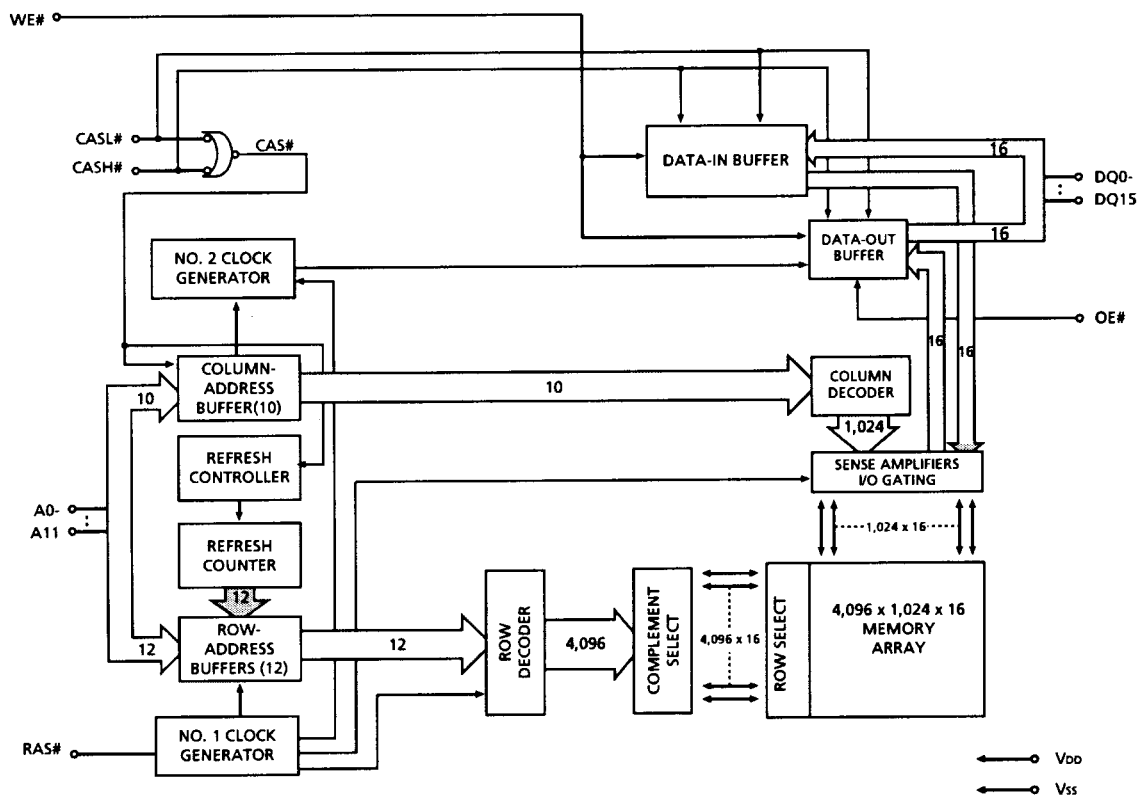 WE#
CASL#
CASH#
CAS#
DATA-IN BUFFER
16
DQ0-
:
DQ15
DATA-OUT
BUFFER
16
NO. 2 CLOCK
GENERATOR
OE#
16
16
COLUMN-
ADDRESS
BUFFER(10)
10
10
COLUMN
DECODER
1,024
REFRESH
CONTROLLER
SENSE AMPLIFIERS
I/O GATING
A0-
:
A11
REFRESH
COUNTER
1,024 x 16
12
ROW-
ADDRESS
BUFFERS (12)
12
12
ROW
DECODER
4,096
COMPLEMENT
SELECT
4,096 x 16
ROW SELECT
4,096 x 1,024 x 16
MEMORY
ARRAY
RAS#
NO. 1 CLOCK
GENERATOR
VDD
VSS